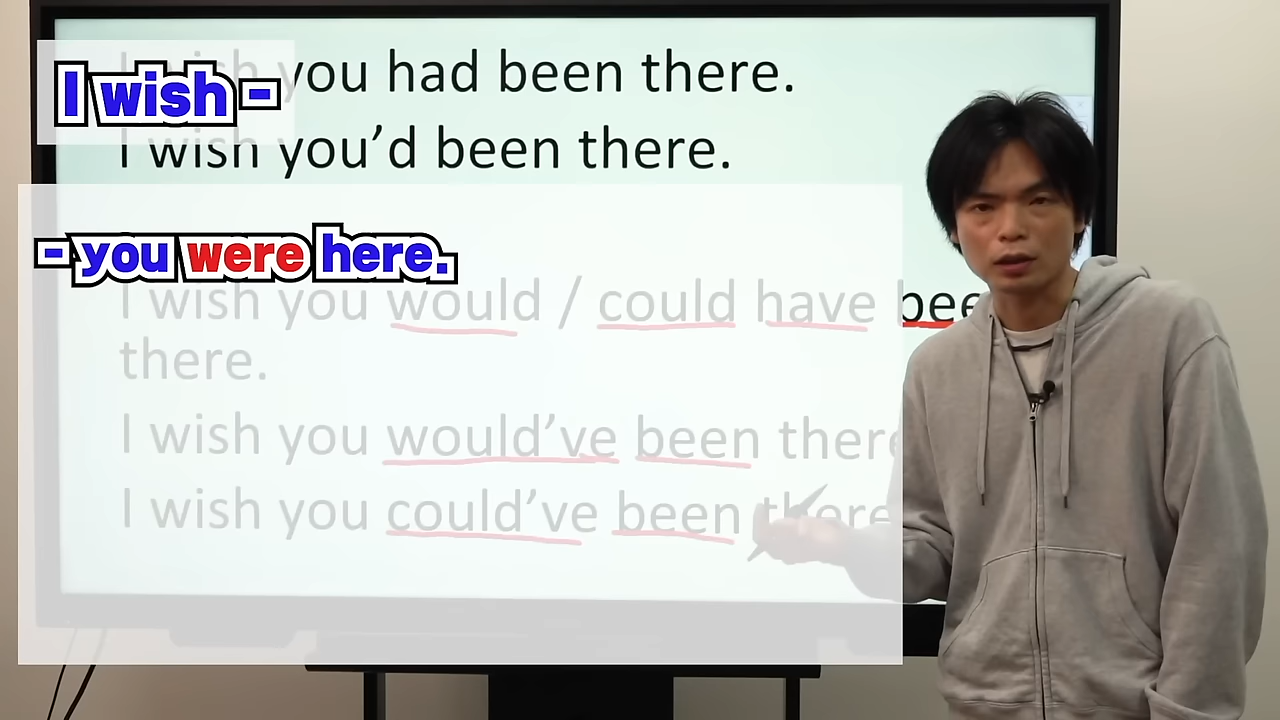 I wish you had been there.
I wish -
I wish you'd been there.
- you were here.
I wish you would / could have
there.
I wish you would've been there
I wish you could've been there